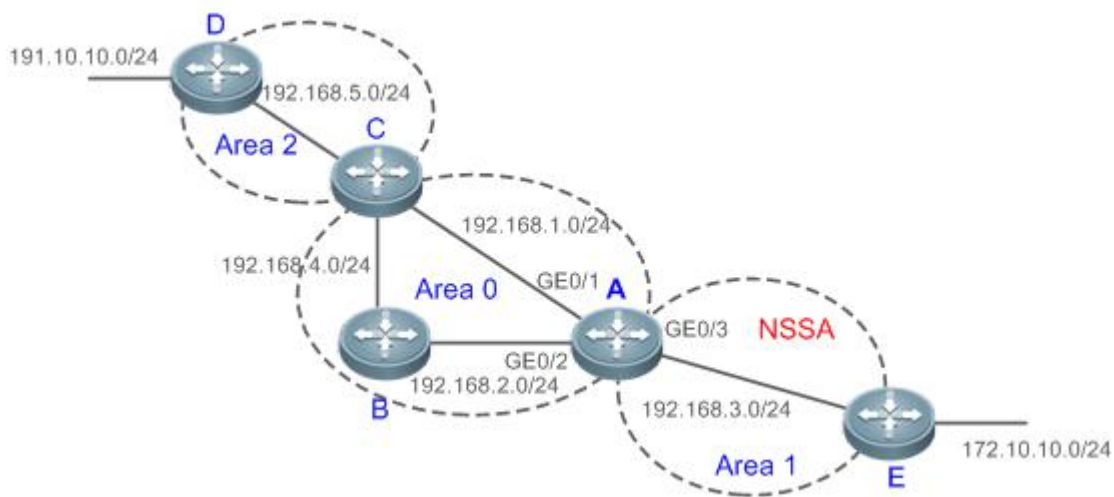 D
191.10.10.0/24
192.168.5.0/24
Area 2
C
192.168.1.0/24
192.168.4.0/24
GE0/1
Area 0
A
GE0/3
NSSA
GE0/2
192.168.2.0/24
B
192.168.3.0/24
172.10.10.0/24
Area 1
E